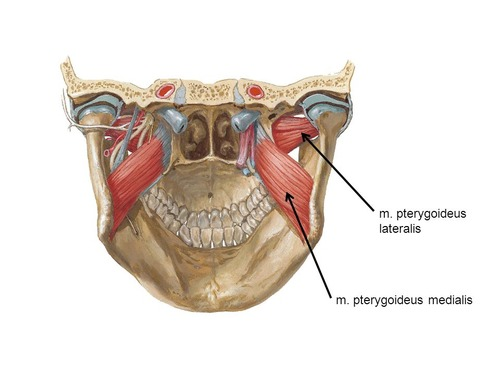 m. pterygoideus
lateralis
m. pterygoideus medialis